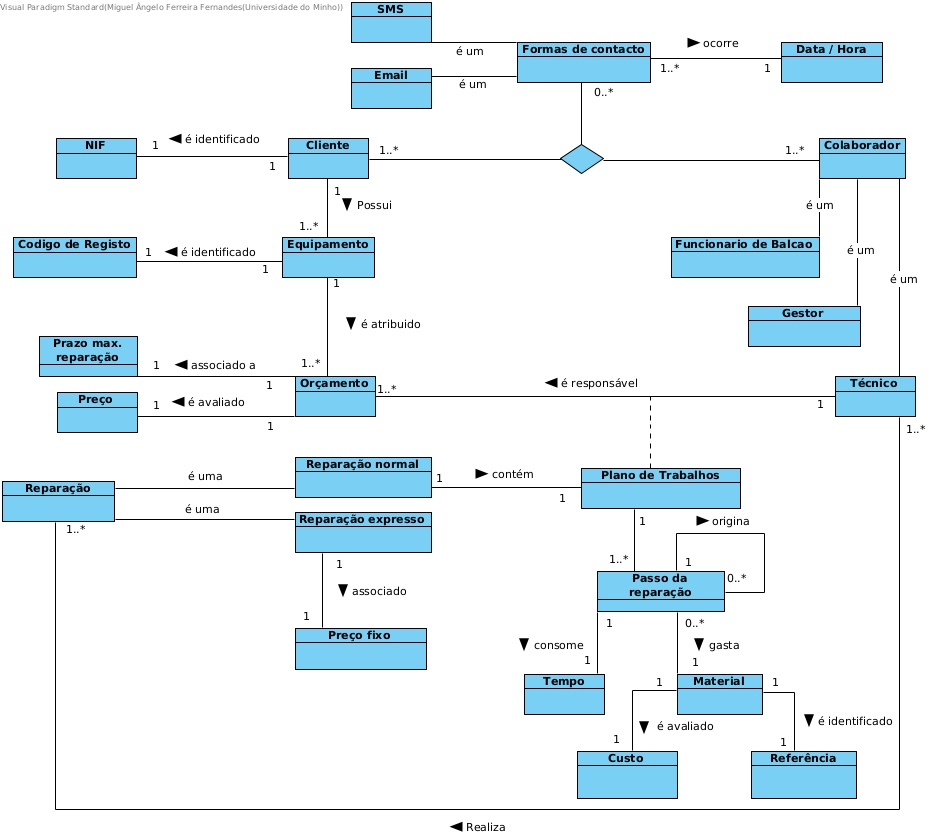 Visual Paradigm Standard(Miguel Ângelo Ferreira Fernandes(Universidade do Minho))
SMS
é um
Formas de contacto
ocorre
1..*
1
Data / Hora
Email
é um
0..*
NIF
1
é identificado
1
Cliente
1..*
1..*
Colaborador
1
Possui
1..*
é um
é um
é um
Funcionario de Balcao
Gestor
Codigo de Registo
1
é identificado
1
Equipamento
1
é atribuido
1..*
Prazo max.
reparação
1
associado a
1
Orçamento
1..*
é responsável
1
Técnico
1..*
Preço
1
é avaliado
1
Reparação
1..*
é uma
é uma
Reparação normal
1
contém
1
Plano de Trabalhos
Reparação expresso
1
associado
1
Preço fixo
1
1..*
origina
1
0..*
Passo da
reparação
1
consome
1
0..*
gasta
1
Tempo
Material
1
é avaliado
1
1
é identificado
1
Custo
Referência
Realiza